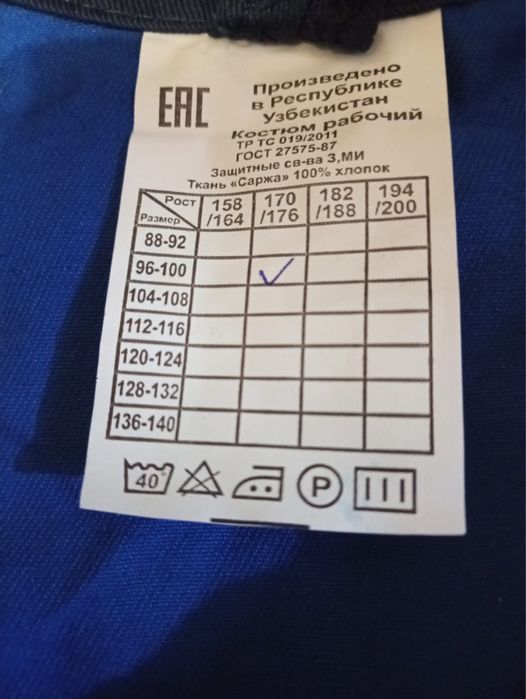 EAC
Произведено
в Республике
Узбекистан
Костюм рабочий
ТР ТС 019/2011
ГОСТ 27575-87
Защитные св-ва З,МИ
Ткань «Саржа» 100% хлопок
Рост 158 170 182 194
Размер /164 /176 /188 /200
88-92
96-100
104-108
112-116
120-124
128-132
136-140
40° P